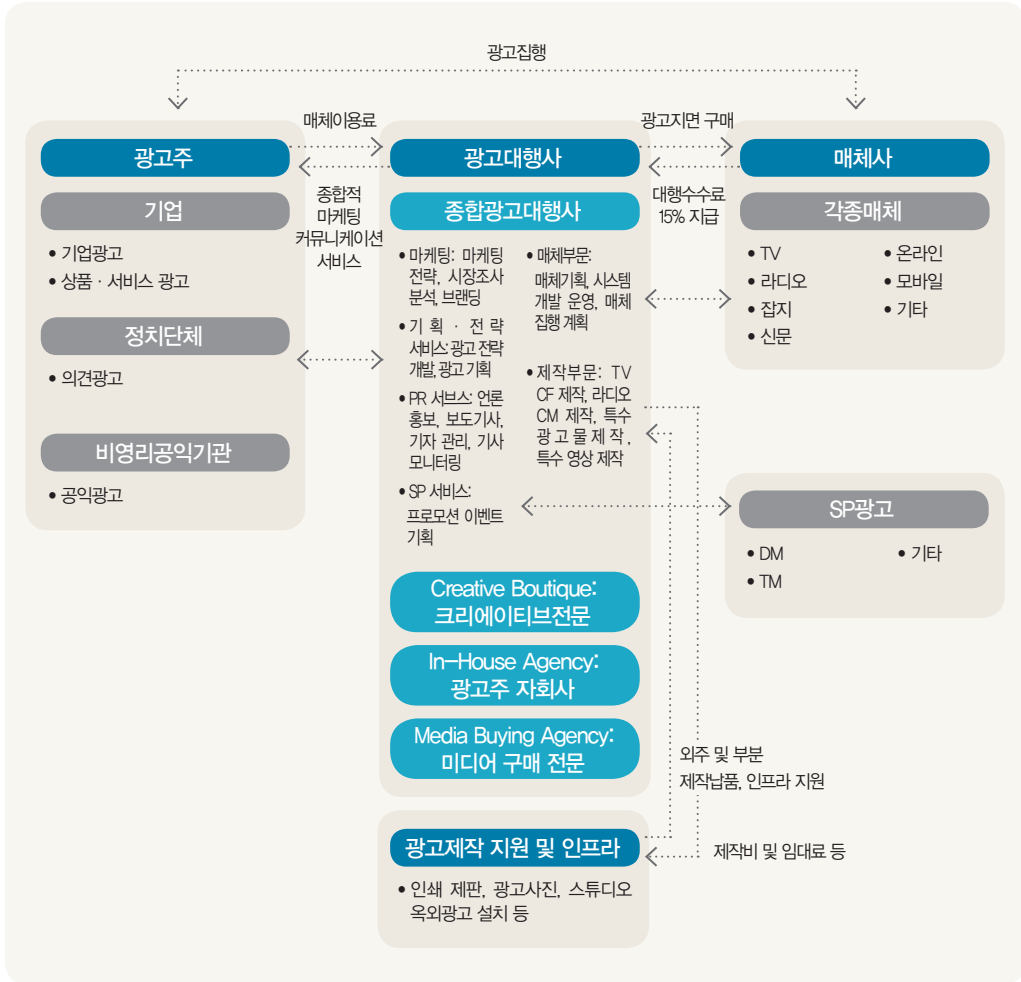 광고집행
매체이용료
광고지면 구매
광고주
광고대행사
매체사
종합적
마케팅
커뮤니케이션
서비스
대행수수료
15% 지급
기업
• 기업광고
• 상품 · 서비스 광고
정치단체
• 의견광고
비영리공익기관
• 공익광고
종합광고대행사
• 마케팅: 마케팅
전략, 시장조사
분석, 브랜딩
• 기획 · 전략
서비스: 광고 전략
개발, 광고 기획
• PR 서브스: 언론
홍보, 보도기사,
기자 관리, 기사
모니터링
• SP 서비스:
프로모션 이벤트
기획
• 매체부문:
매체기획, 시스템
개발 운영, 매체
집행 계획
• 제작부문: TV
CF 제작, 라디오
CM 제작, 특수
광고물제작,
특수 영상 제작
Creative Boutique:
크리에이티브전문
In-House Agency:
광고주 자회사
Media Buying Agency:
미디어 구매 전문
각종매체
• TV
• 라디오
• 잡지
• 신문
• 온라인
• 모바일
• 기타
SP광고
• DM
• TM
• 기타
외주 및 부분
제작납품, 인프라 지원
제작비 및 임대료 등
광고제작 지원 및 인프라
• 인쇄 제판, 광고사진, 스튜디오
옥외광고 설치 등